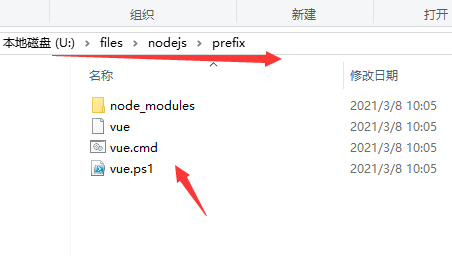 组织 新建 打开
本地磁盘 (U:) > files > nodejs > prefix
名称 修改日期
node_modules 2021/3/8 10:05
vue 2021/3/8 10:05
vue.cmd 2021/3/8 10:05
vue.ps1 2021/3/8 10:05